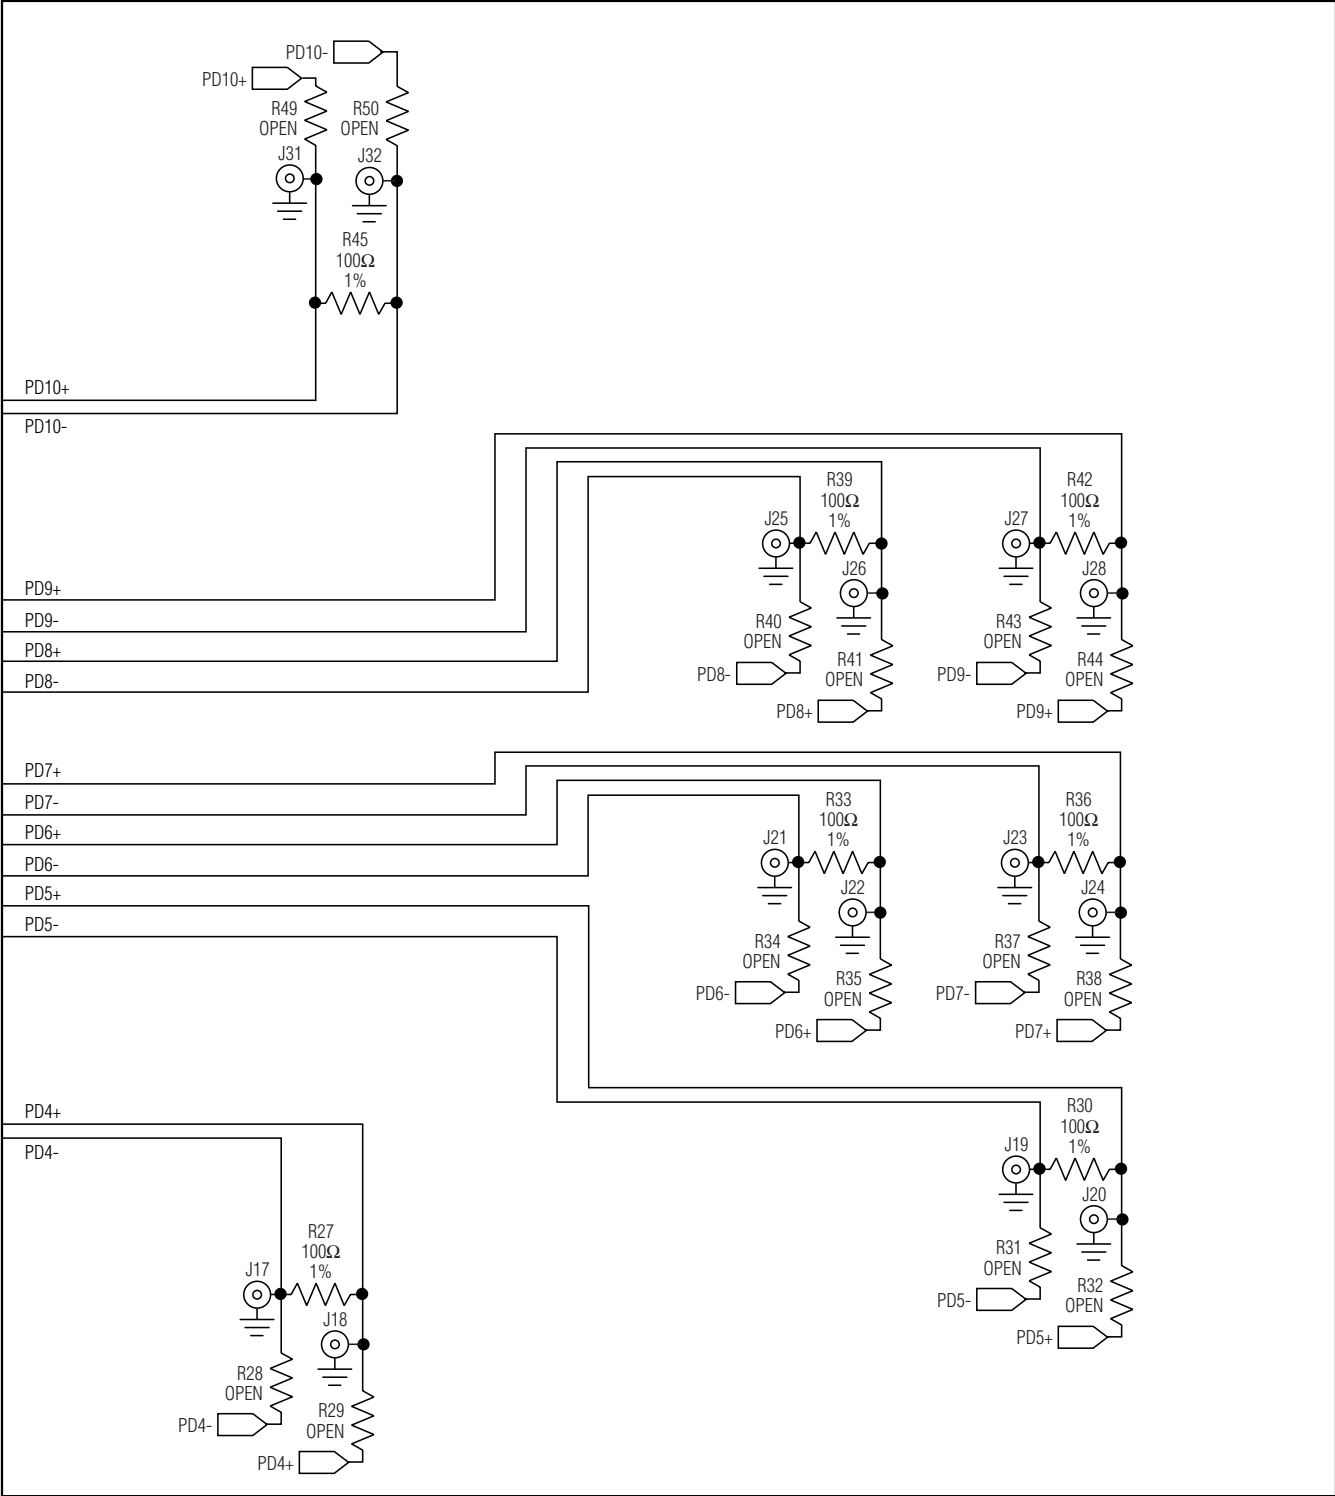 PD10-
PD10+
R49
OPEN
R50
OPEN
J31
J32
R45
100Ω
1%
PD10+
PD10-
R39
100Ω
1%
R42
100Ω
1%
J25
J27
J26
J28
PD9+
PD9-
PD8+
PD8-
R40
OPEN
R41
OPEN
R43
OPEN
R44
OPEN
PD8-
PD8+
PD9-
PD9+
PD7+
PD7-
PD6+
PD6-
PD5+
PD5-
R33
100Ω
1%
R36
100Ω
1%
J21
J23
J22
J24
R34
OPEN
R35
OPEN
R37
OPEN
R38
OPEN
PD6-
PD6+
PD7-
PD7+
PD4+
PD4-
R30
100Ω
1%
J19
J20
R31
OPEN
R32
OPEN
PD5-
PD5+
R27
100Ω
1%
J17
J18
R28
OPEN
R29
OPEN
PD4-
PD4+